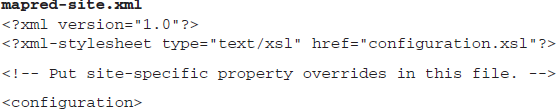 mapred-site.xml
<?xml version="1.0"?>
<?xml-stylesheet type="text/xsl" href="configuration.xsl"?>
<!-- Put site-specific property overrides in this file. -->
<configuration>